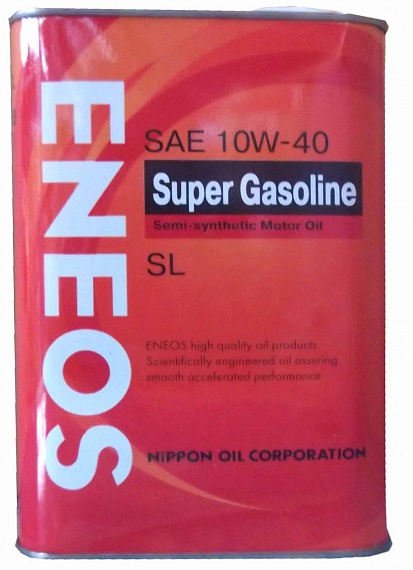 ENEOS
SAE 10W-40
Super Gasoline
Semi-synthetic Motor Oil
SL
ENEOS high quality oil products
Scientifically engineered oil assuring
smooth accelerated performance
NIPPON OIL CORPORATION